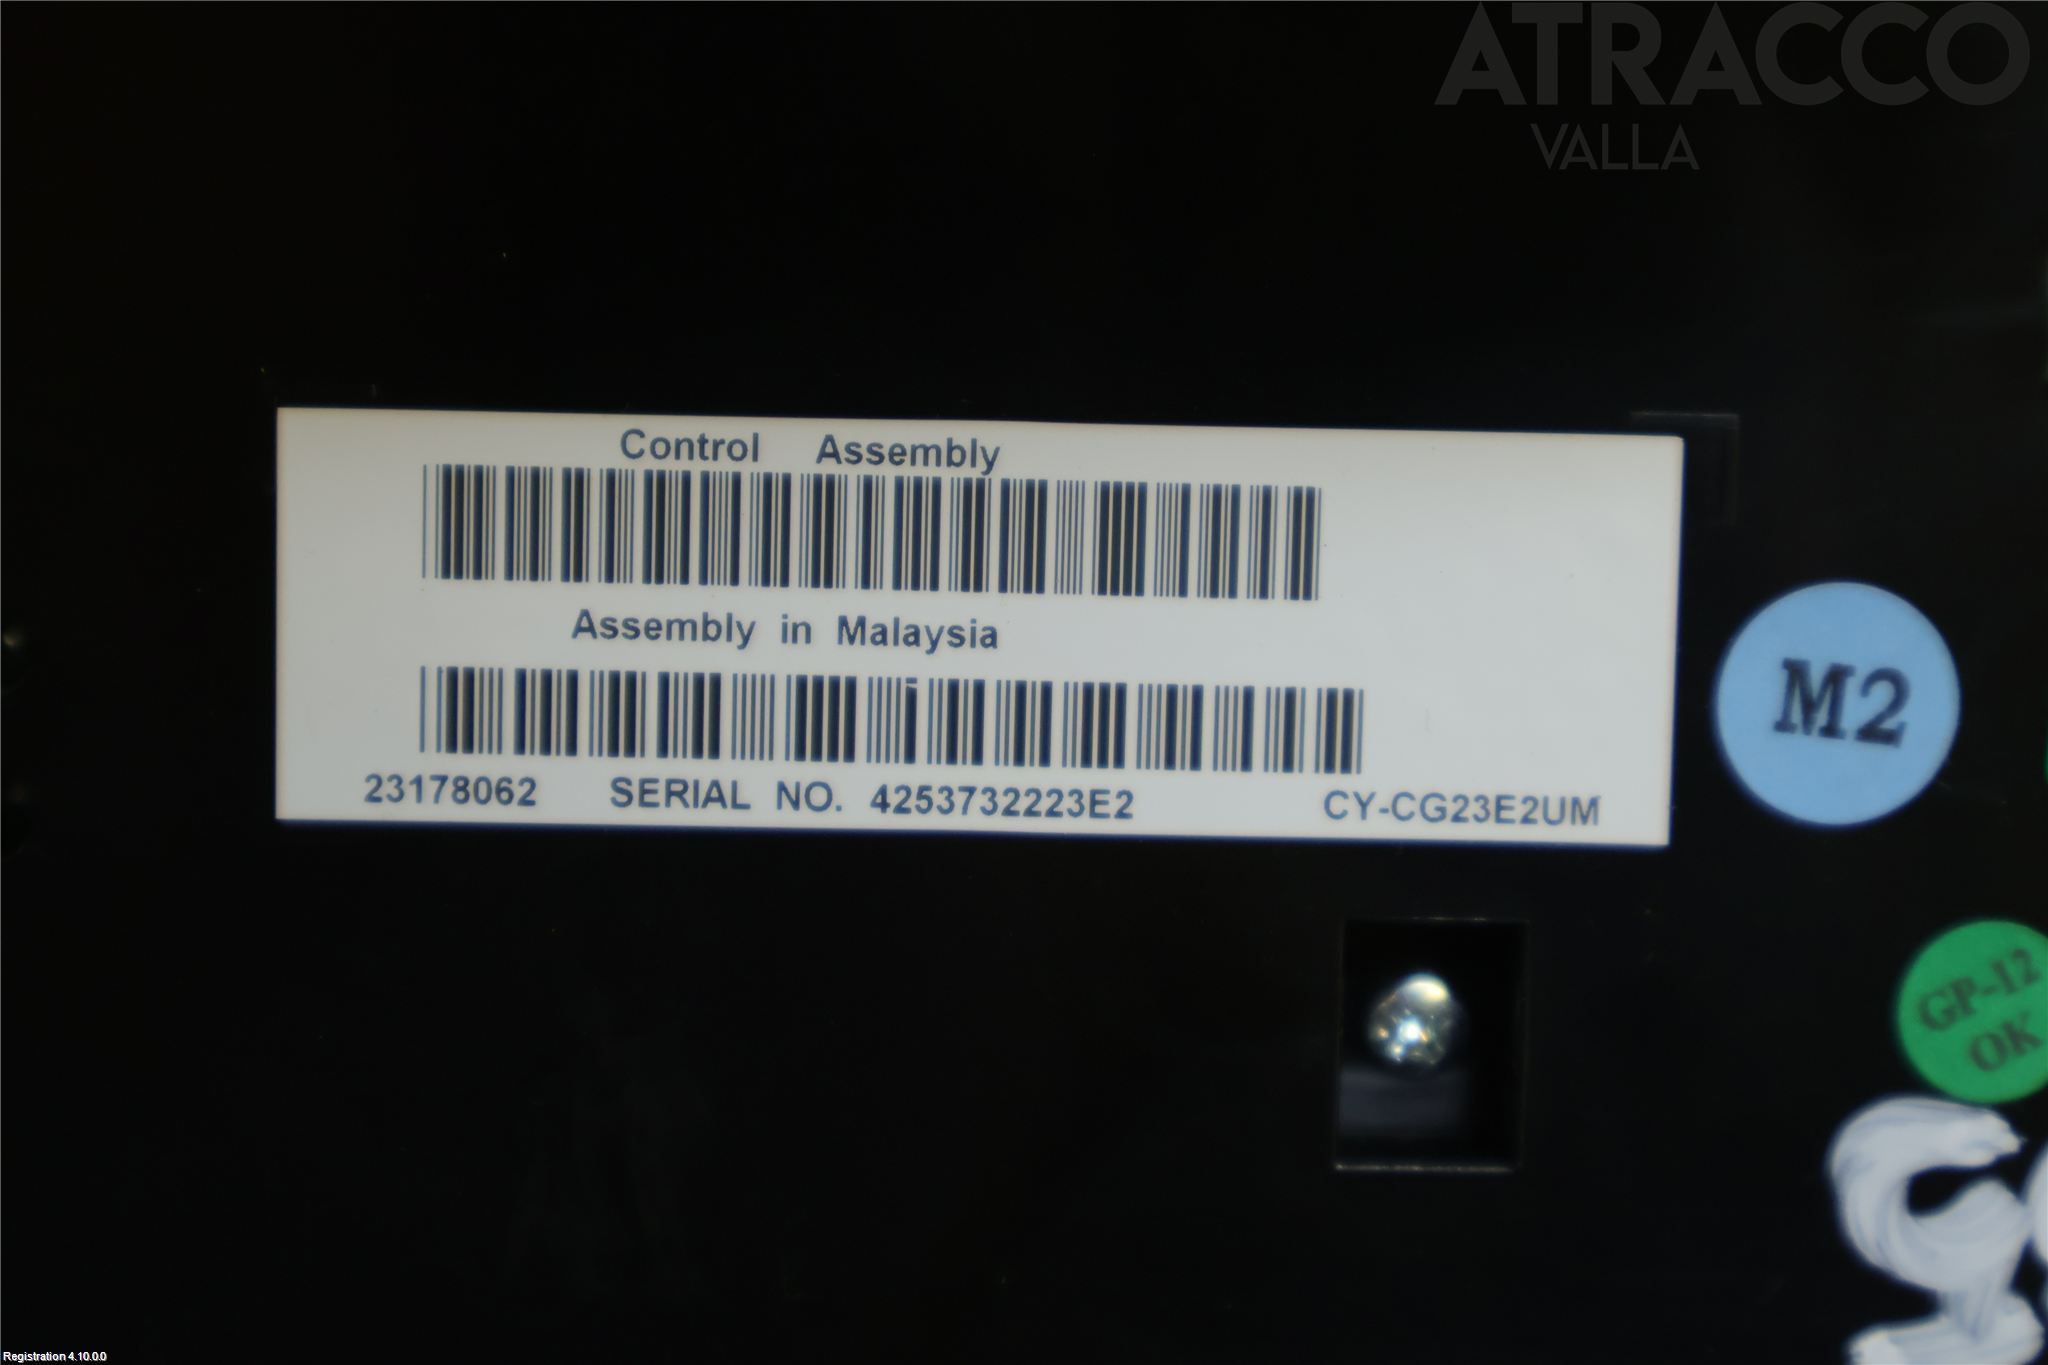 ATRACCO
VALLA
Control Assembly
Assembly in Malaysia
23178062 SERIAL NO. 4253732223E2 CY-CG23E2UM
M2
GP-12
OK
Registration 4.10.0.0